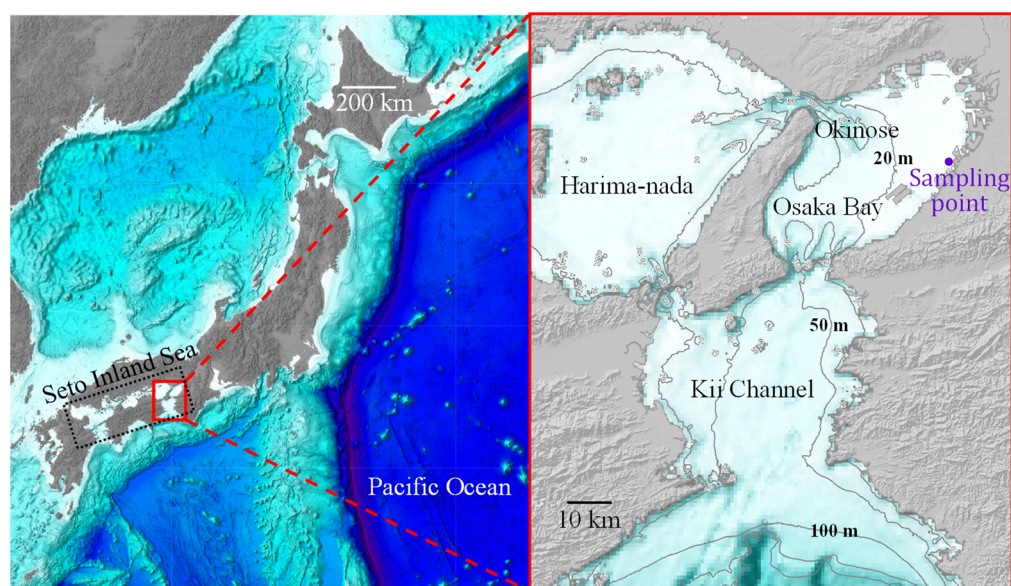 200 km
Seto Inland Sea
Pacific Ocean
Okinose
20 m
Harima-nada
Sampling
point
Osaka Bay
50 m
Kii Channel
10 km
100 m